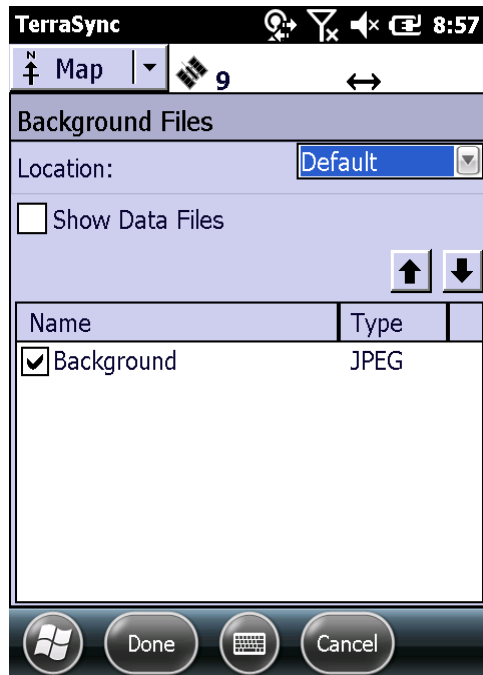 TerraSync 8:57
N
Map 9
Background Files
Location: Default
Show Data Files
Name Type
Background JPEG
Done Cancel